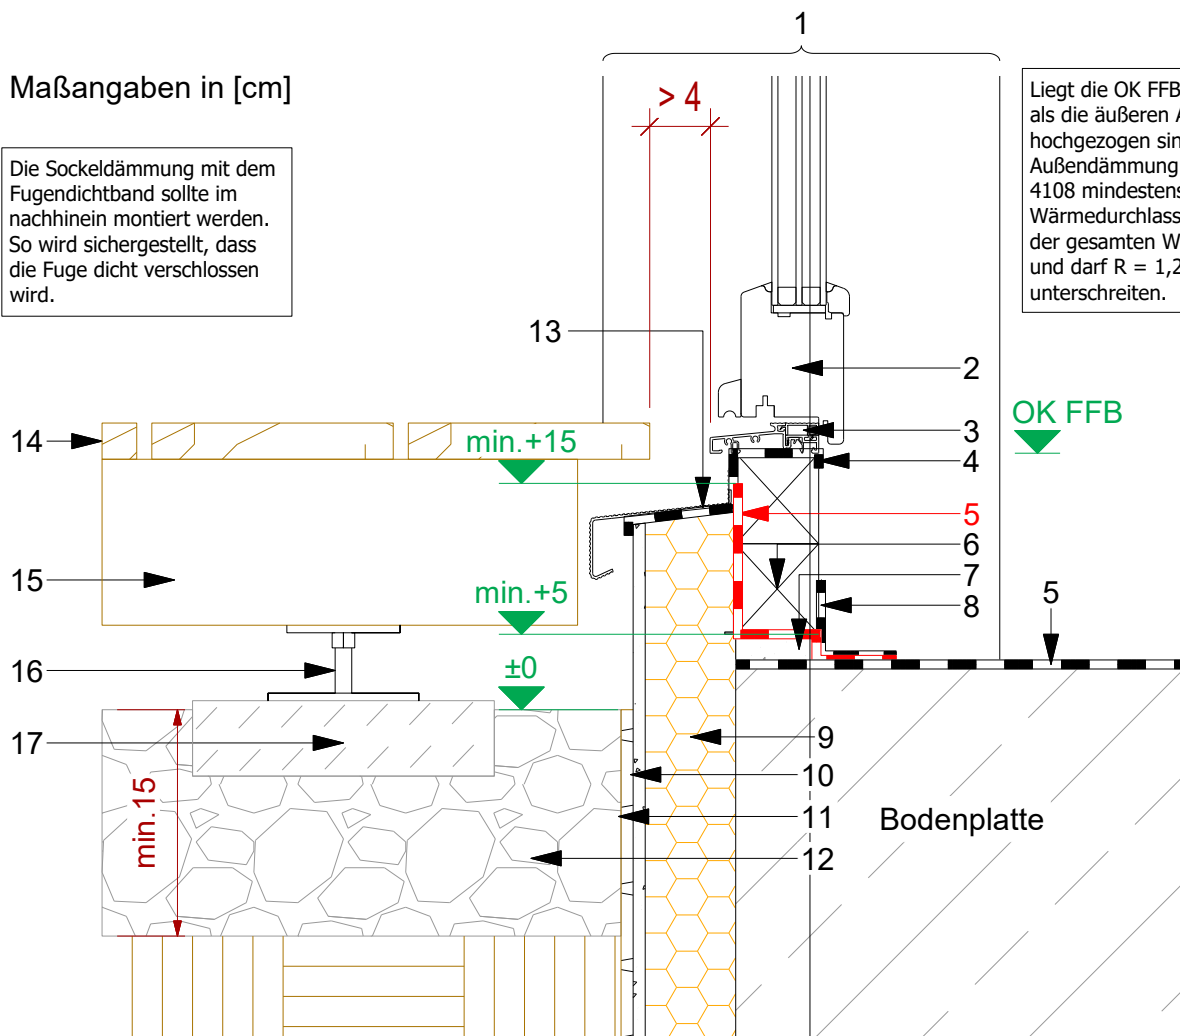 1
Maßangaben in [cm]
> 4
Liegt die OK FFB
als die äußeren A
hochgezogen sin
Außendämmung
4108 mindestens
Wärmedurchlass
der gesamten W
und darf R = 1,2
unterschreiten.
Die Sockeldämmung mit dem
Fugendichtband sollte im
nachhinein montiert werden.
So wird sichergestellt, dass
die Fuge dicht verschlossen
wird.
13
2
OK FFB
14
min.+15
3
4
5
6
15
7
min.+5
8
5
16
±0
17
9
10
min.15
11
Bodenplatte
12